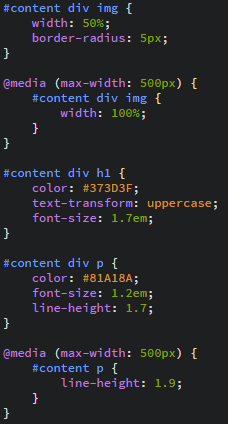 #content div img {
    width: 50%;
    border-radius: 5px;
}

@media (max-width: 500px) {
    #content div img {
        width: 100%;
    }
}

#content div h1 {
    color: #373D3F;
    text-transform: uppercase;
    font-size: 1.7em;
}

#content div p {
    color: #81A18A;
    font-size: 1.2em;
    line-height: 1.7;
}

@media (max-width: 500px) {
    #content p {
        line-height: 1.9;
    }
}